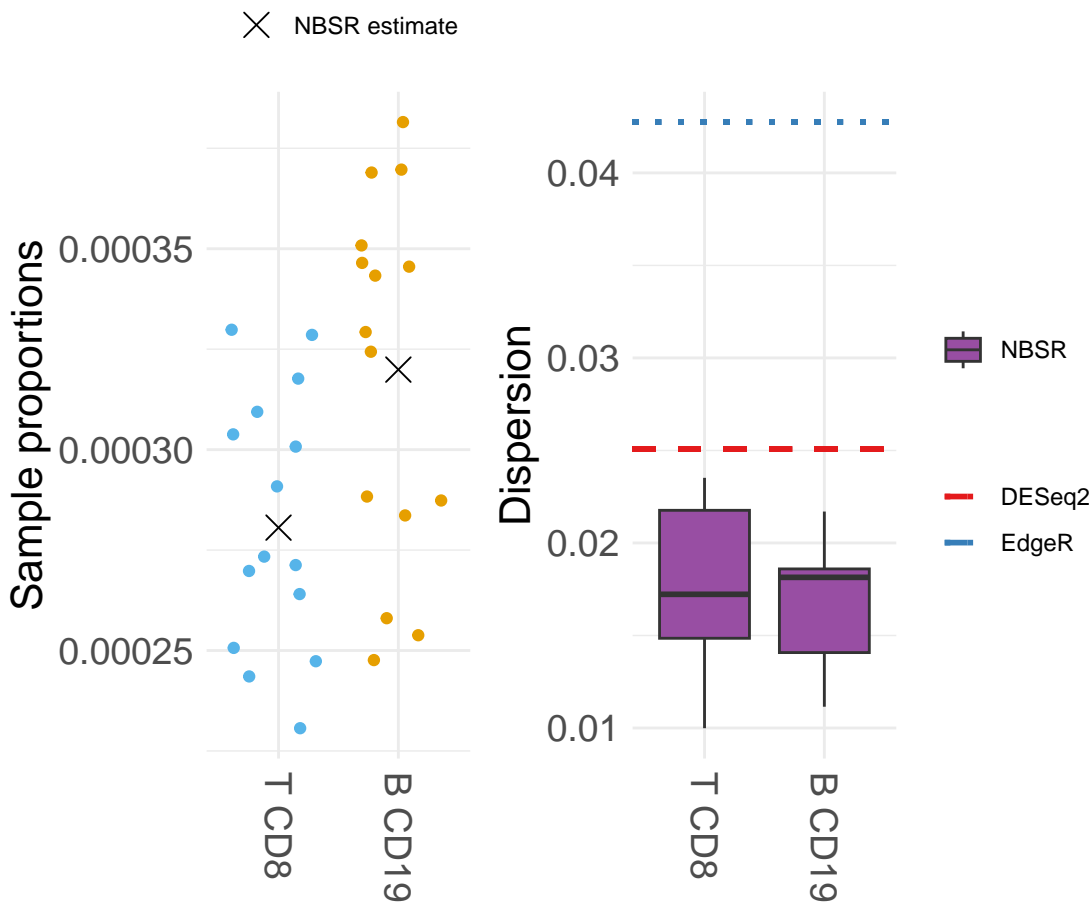 NBSR estimate
Sample proportions
0.00035
0.00030
0.00025
T CD8
B CD19
Dispersion
0.04
0.03
0.02
0.01
T CD8
B CD19
NBSR
DESeq2
EdgeR